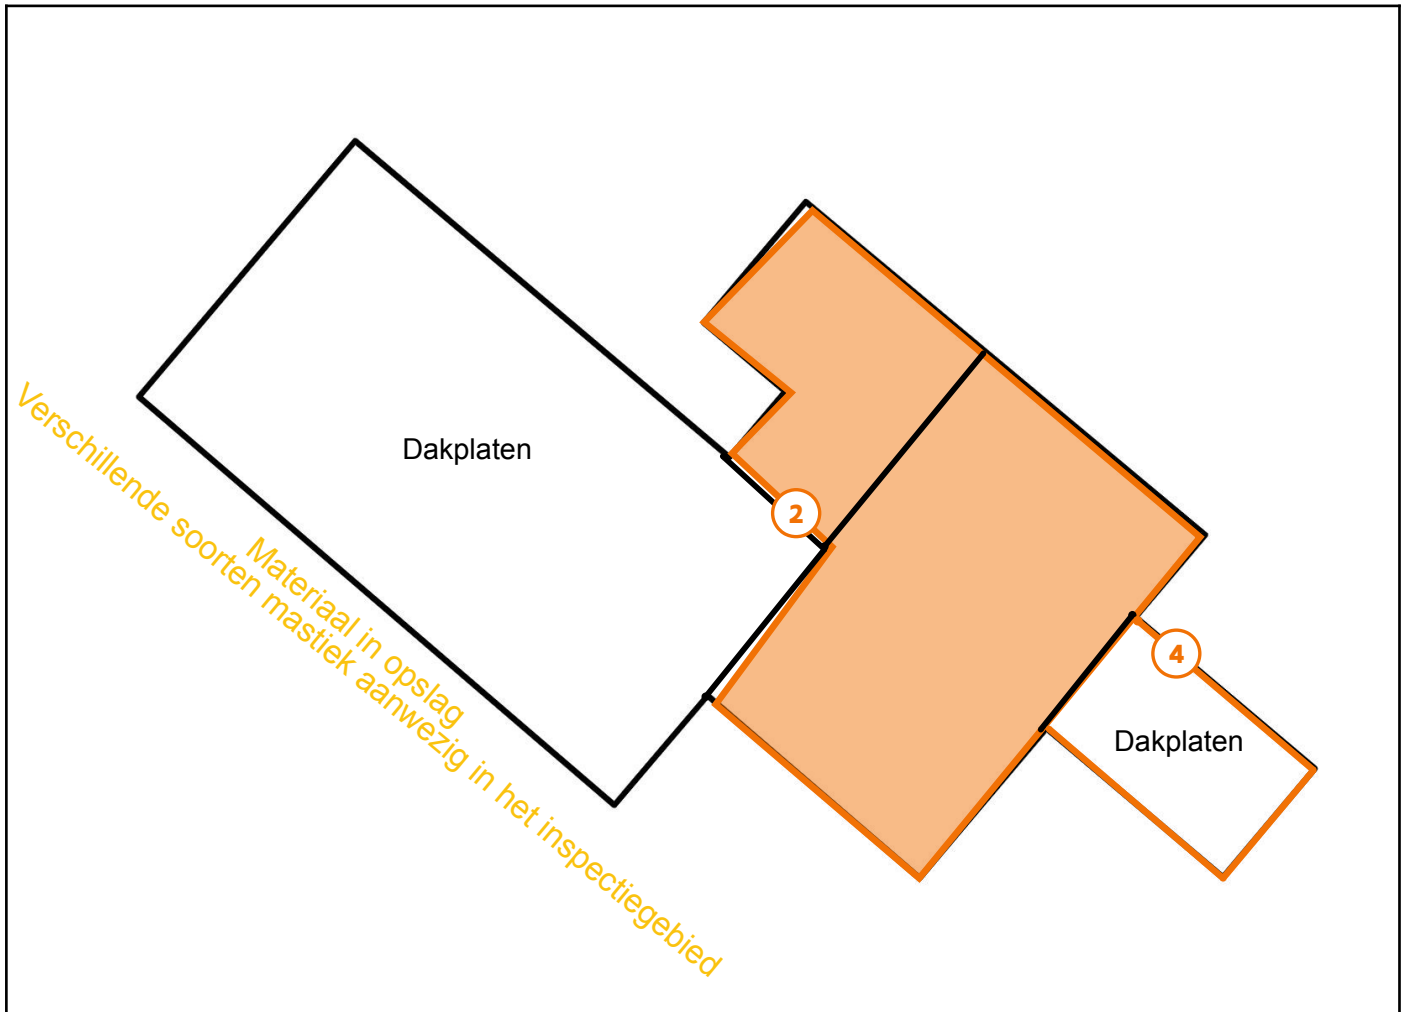 Dakplaten
2
4
Dakplaten
Materiaal in opslag
Verschillende soorten mastiek aanwezig in het inspectiegebied